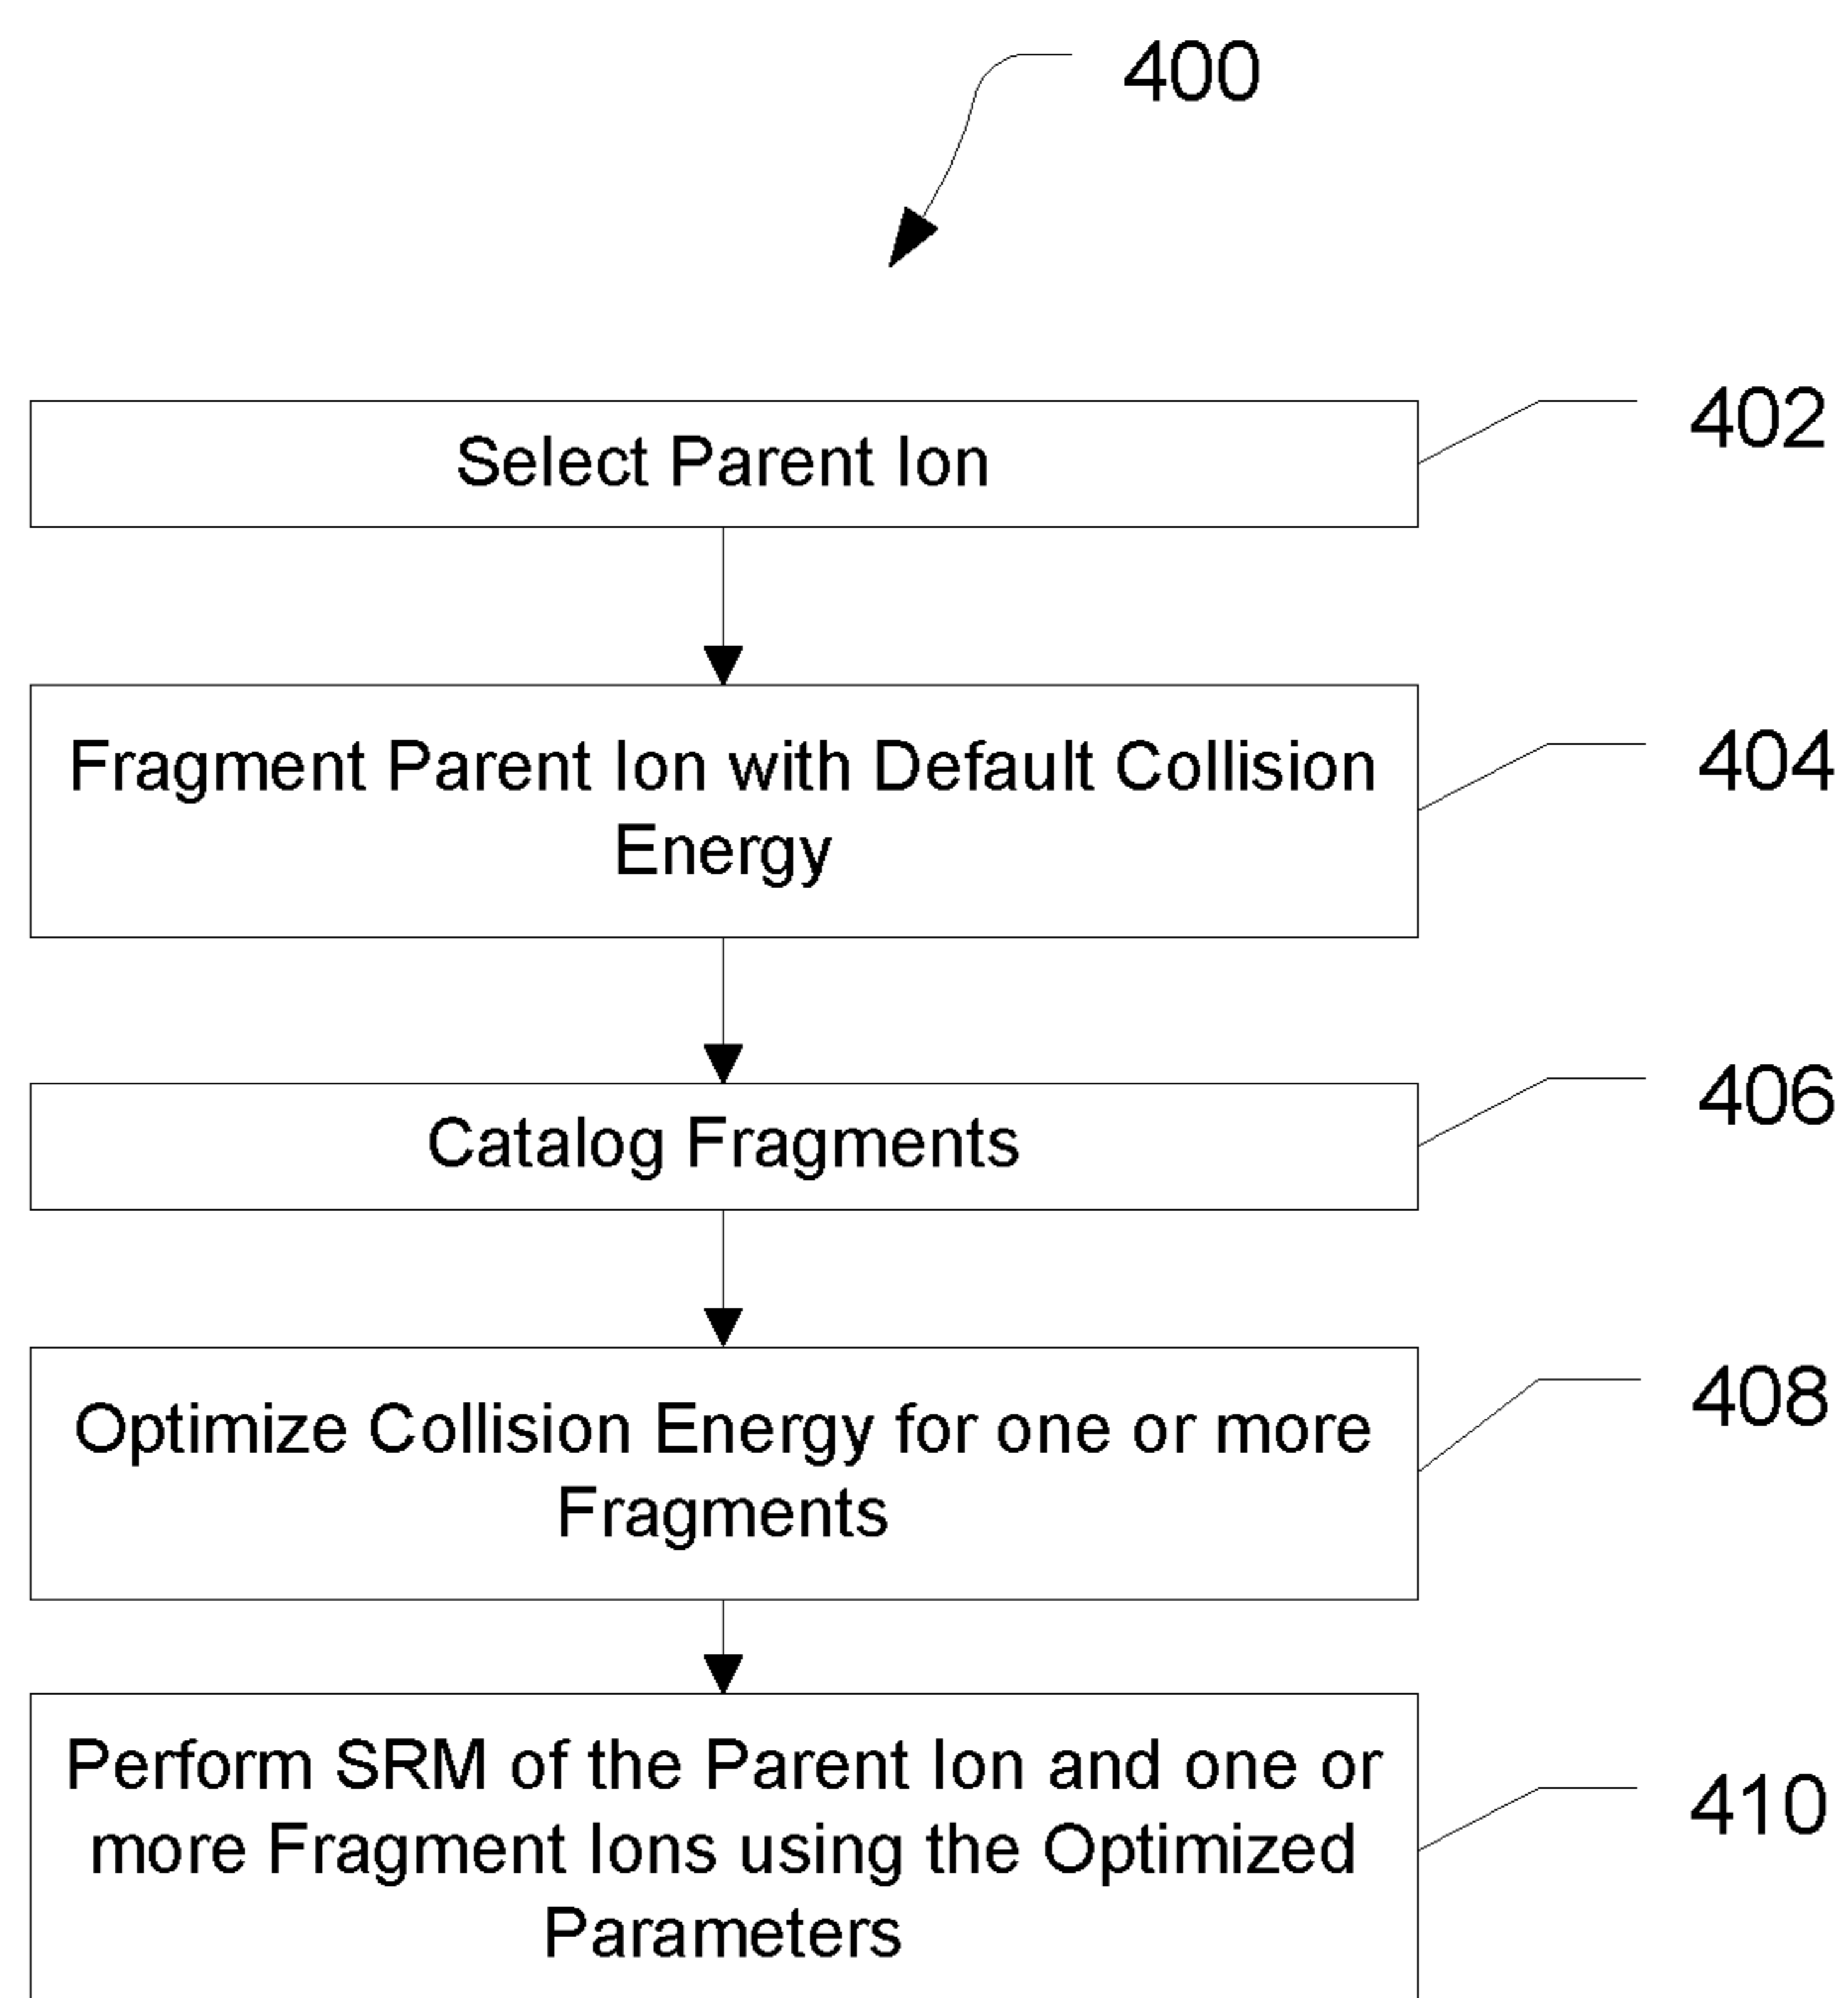 400
Select Parent Ion
402
Fragment Parent Ion with Default Collision
Energy
404
Catalog Fragments
406
Optimize Collision Energy for one or more
Fragments
408
Perform SRM of the Parent Ion and one or
more Fragment Ions using the Optimized
Parameters
410